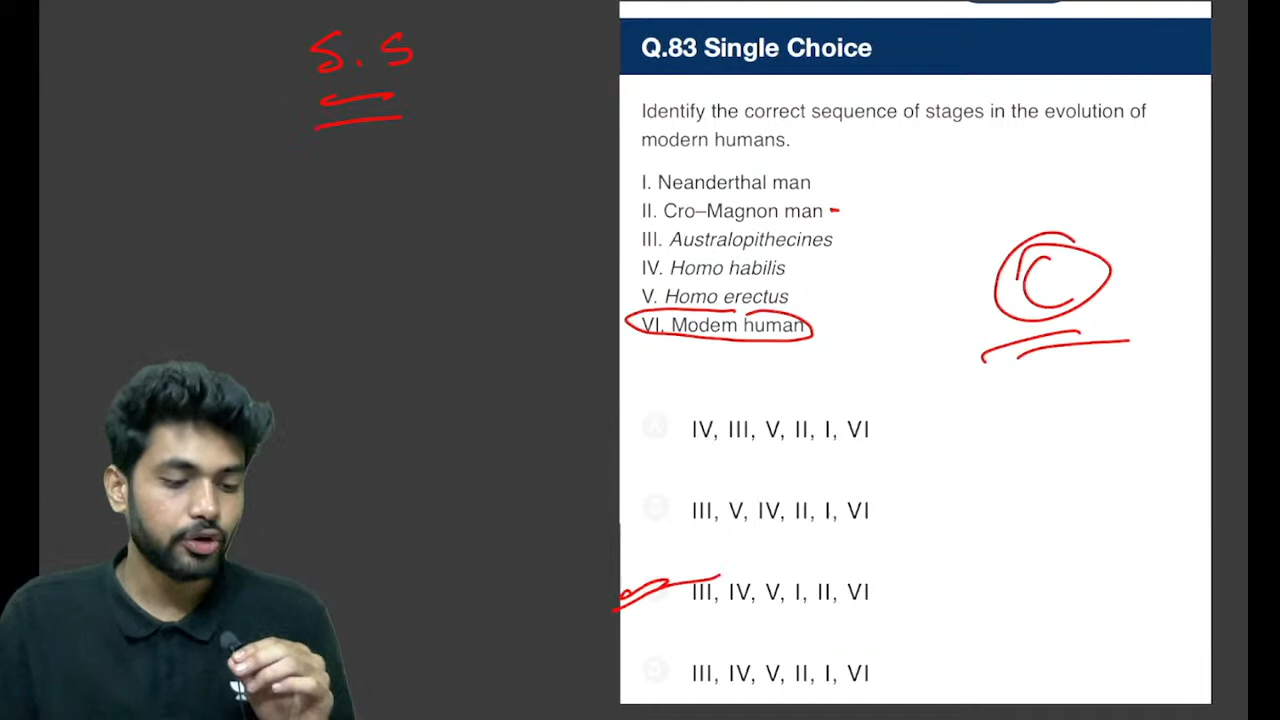 S.S
Q.83 Single Choice
Identify the correct sequence of stages in the evolution of
modern humans.
I. Neanderthal man
II. Cro–Magnon man
III. Australopithecines
IV. Homo habilis
V. Homo erectus
VI. Modem human
C
A IV, III, V, II, I, VI
B III, V, IV, II, I, VI
III, IV, V, I, II, VI
D III, IV, V, II, I, VI